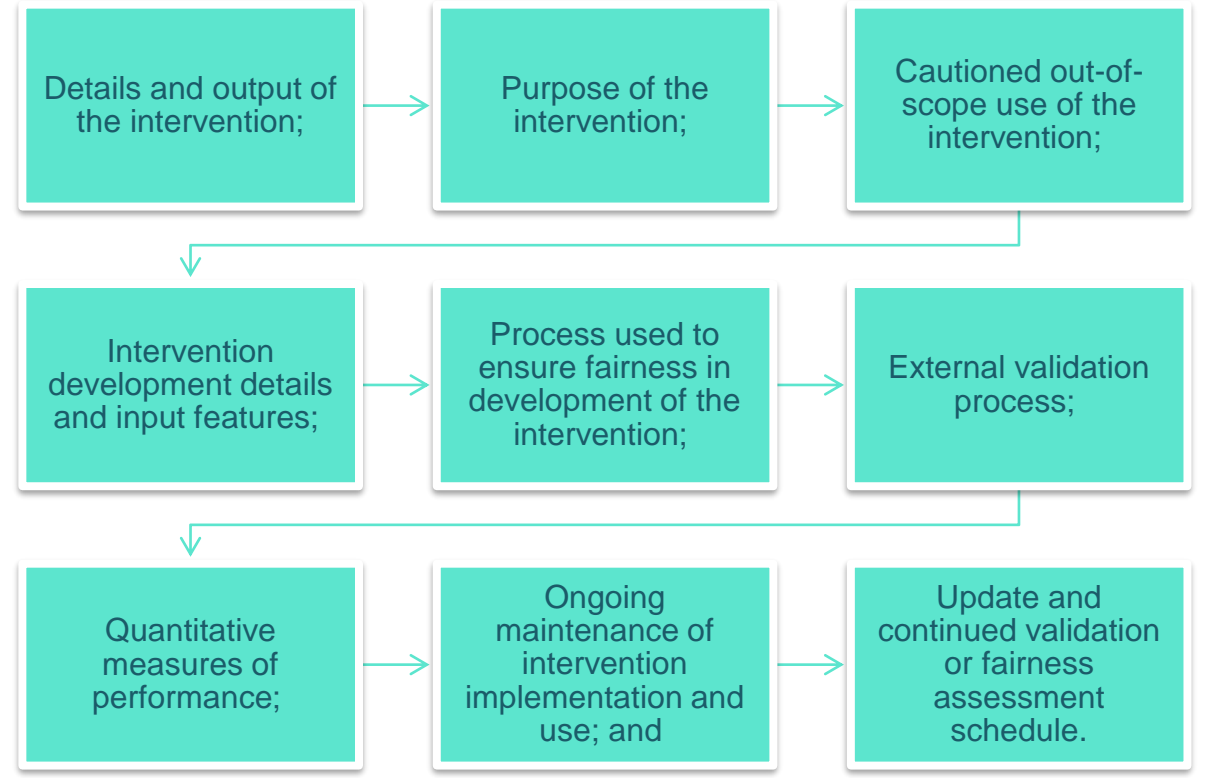 Details and output of
the intervention;
Purpose of the
intervention;
Cautioned out-of-
scope use of the
intervention;
Intervention
development details
and input features;
Process used to
ensure fairness in
development of the
intervention;
External validation
process;
Quantitative
measures of
performance;
Ongoing
maintenance of
intervention
implementation and
use; and
Update and
continued validation
or fairness
assessment
schedule.